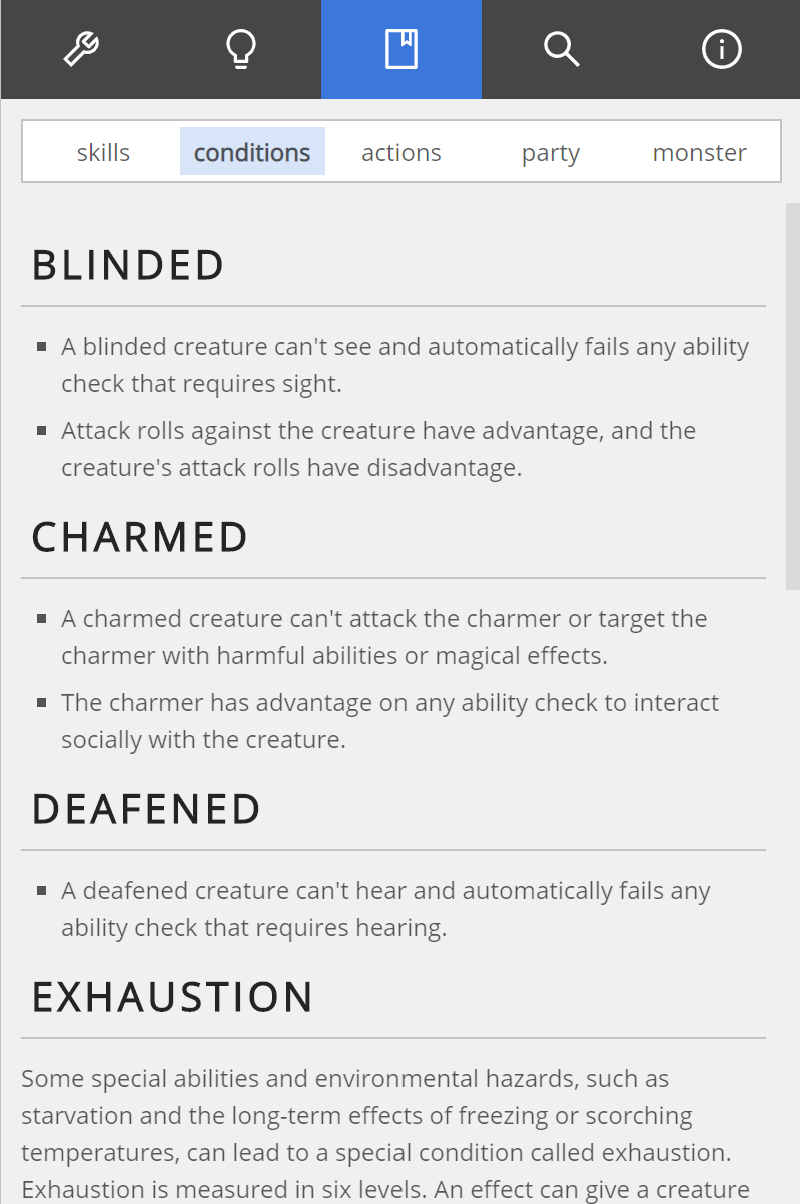 skills conditions actions party monster
BLINDED
A blinded creature can't see and automatically fails any ability
check that requires sight.
Attack rolls against the creature have advantage, and the
creature's attack rolls have disadvantage.
CHARMED
A charmed creature can't attack the charmer or target the
charmer with harmful abilities or magical effects.
The charmer has advantage on any ability check to interact
socially with the creature.
DEAFENED
A deafened creature can't hear and automatically fails any
ability check that requires hearing.
EXHAUSTION
Some special abilities and environmental hazards, such as
starvation and the long-term effects of freezing or scorching
temperatures, can lead to a special condition called exhaustion.
Exhaustion is measured in six levels. An effect can give a creature